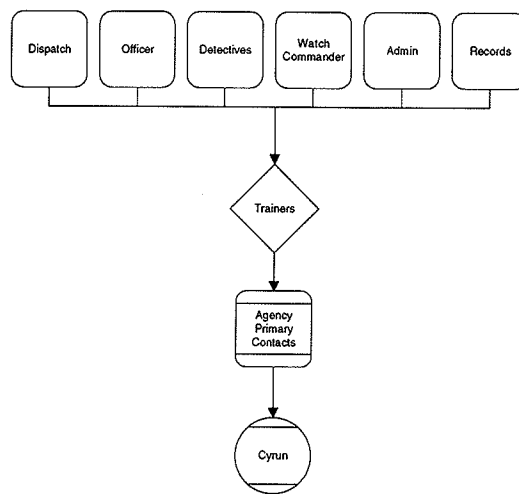 Dispatch
Officer
Detectives
Watch
Commander
Admin
Records
Trainers
Agency
Primary
Contacts
Cyrun